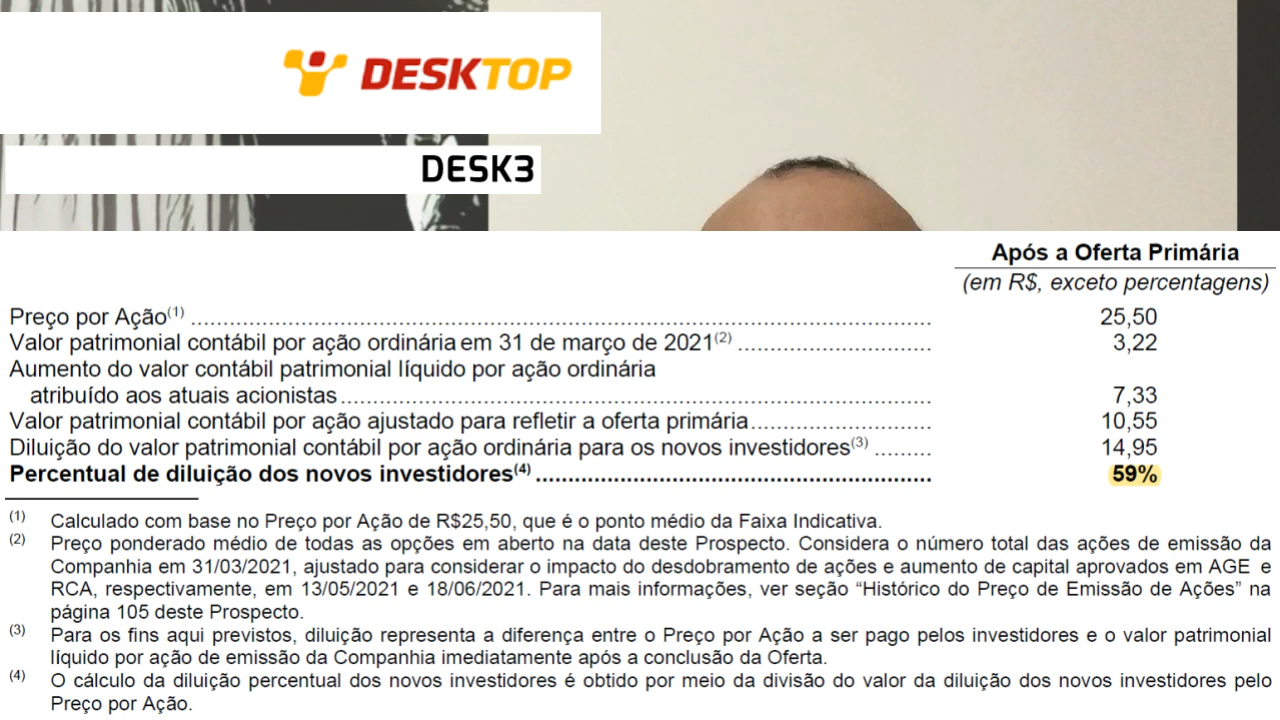 DESKTOP
DESK3
Após a Oferta Primária
(em R$, exceto percentagens)
Preço por Ação(1) ........ 25,50
Valor patrimonial contábil por ação ordinária em 31 de março de 2021(2) ........ 3,22
Aumento do valor contábil patrimonial líquido por ação ordinária
atribuído aos atuais acionistas ........ 7,33
Valor patrimonial contábil por ação ajustado para refletir a oferta primária ........ 10,55
Diluição do valor patrimonial contábil por ação ordinária para os novos investidores(3) ........ 14,95
Percentual de diluição dos novos investidores(4) ........ 59%
(1) Calculado com base no Preço por Ação de R$25,50, que é o ponto médio da Faixa Indicativa.
(2) Preço ponderado médio de todas as opções em aberto na data deste Prospecto. Considera o número total das ações de emissão da
Companhia em 31/03/2021, ajustado para considerar o impacto do desdobramento de ações e aumento de capital aprovados em AGE e
RCA, respectivamente, em 13/05/2021 e 18/06/2021. Para mais informações, ver seção “Histórico do Preço de Emissão de Ações” na
página 105 deste Prospecto.
(3) Para os fins aqui previstos, diluição representa a diferença entre o Preço por Ação a ser pago pelos investidores e o valor patrimonial
líquido por ação de emissão da Companhia imediatamente após a conclusão da Oferta.
(4) O cálculo da diluição percentual dos novos investidores é obtido por meio da divisão do valor da diluição dos novos investidores pelo
Preço por Ação.